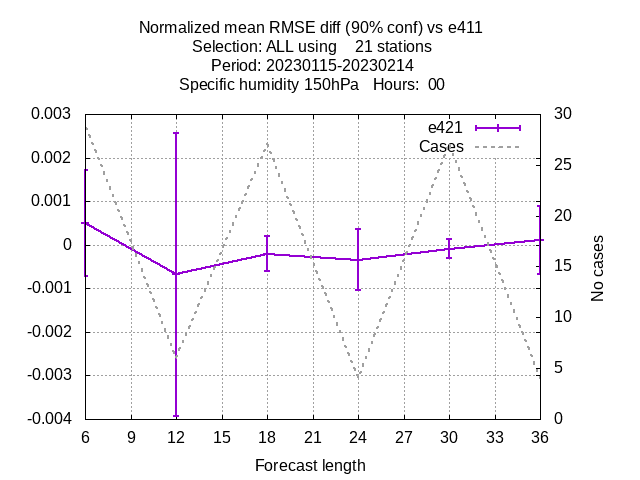 Normalized mean RMSE diff (90% conf) vs e411
Selection: ALL using    21 stations
Period: 20230115-20230214
Specific humidity 150hPa   Hours:  00
0.003
0.002
0.001
0
-0.001
-0.002
-0.003
-0.004
e421
Cases
30
25
20
15
10
5
0
No cases
6 9 12 15 18 21 24 27 30 33 36
Forecast length